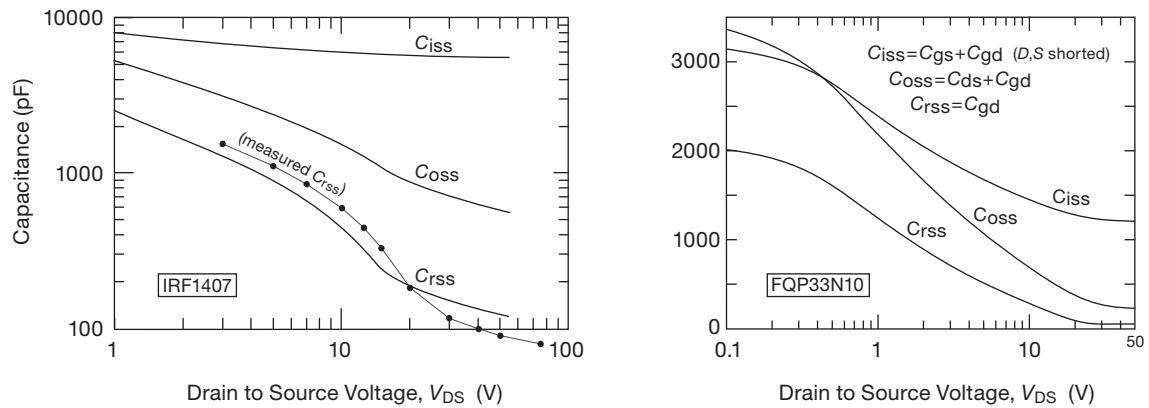 10000
1000
100
Capacitance (pF)
Ciss
(measured Crss)
Coss
Crss
IRF1407
1
10
100
Drain to Source Voltage, VDS (V)
3000
2000
1000
0
Ciss=Cgs+Cgd (D,S shorted)
Coss=Cds+Cgd
Crss=Cgd
Ciss
Coss
Crss
FQP33N10
0.1
1
10
50
Drain to Source Voltage, VDS (V)